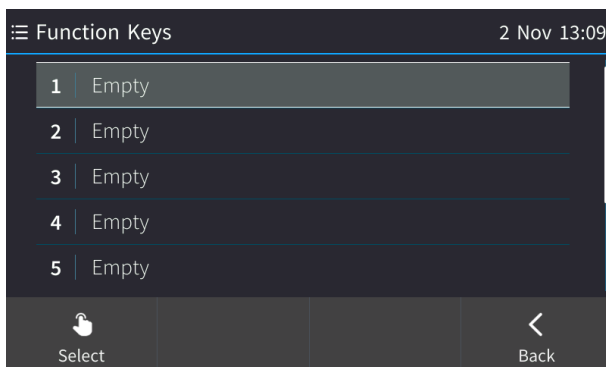 Function Keys 2 Nov 13:09
1 Empty
2 Empty
3 Empty
4 Empty
5 Empty
Select Back